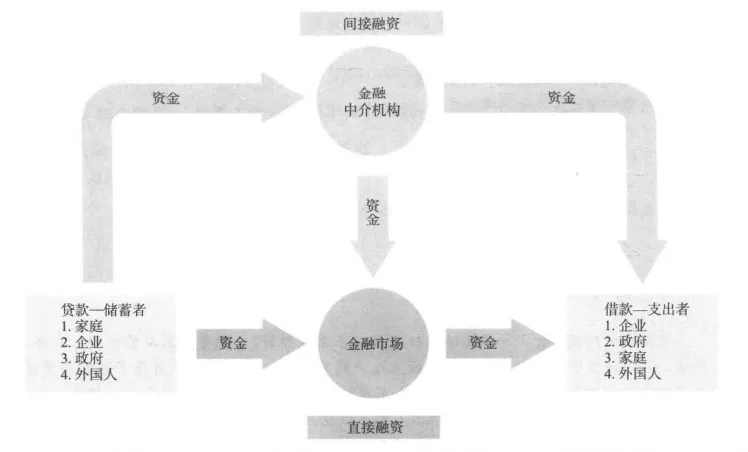 间接融资
资金
金融
中介机构
资金
资金
贷款—储蓄者
1. 家庭
2. 企业
3. 政府
4. 外国人
资金
金融市场
资金
借款—支出者
1. 企业
2. 政府
3. 家庭
4. 外国人
直接融资